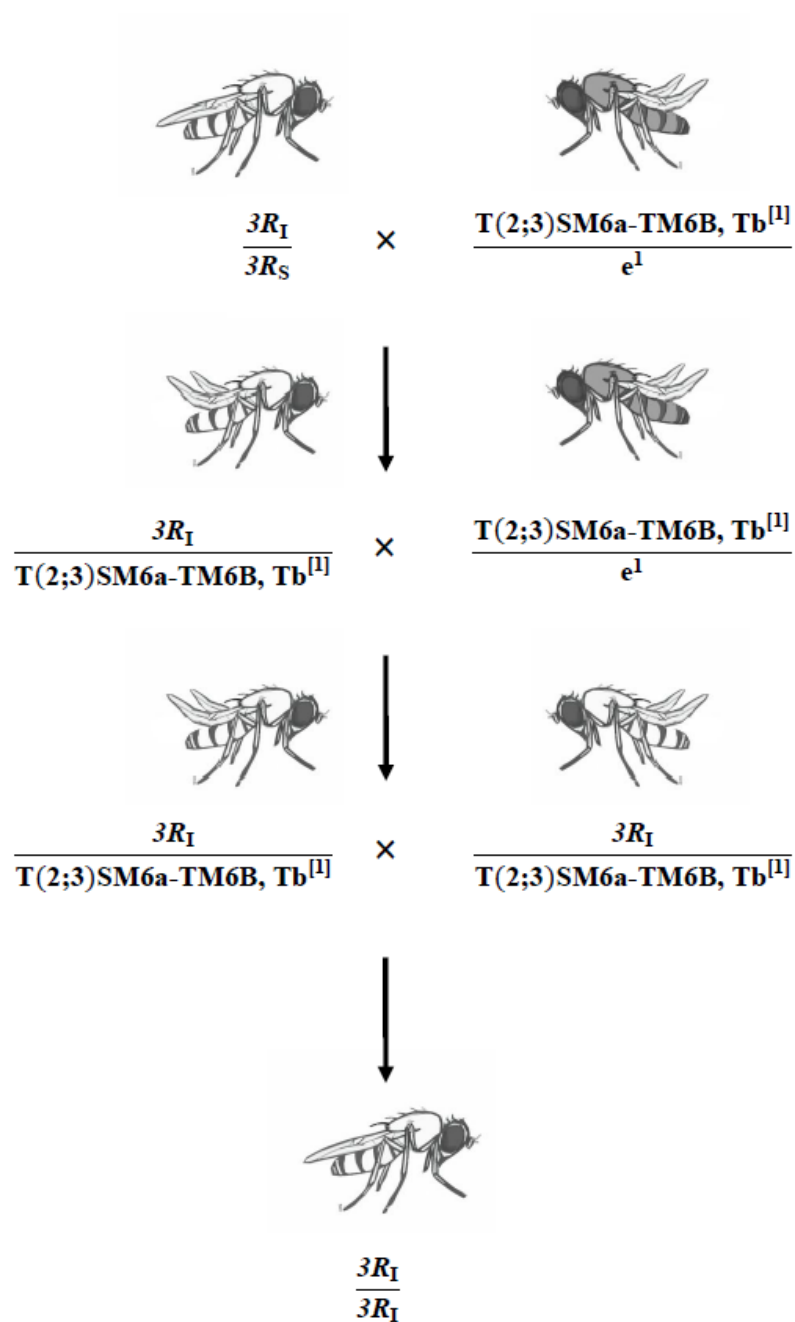 3R_I × T(2;3)SM6a-TM6B, Tb^[1]
3R_S e^1
3R_I × T(2;3)SM6a-TM6B, Tb^[1]
T(2;3)SM6a-TM6B, Tb^[1] e^1
3R_I × 3R_I
T(2;3)SM6a-TM6B, Tb^[1] T(2;3)SM6a-TM6B, Tb^[1]
3R_I
3R_I